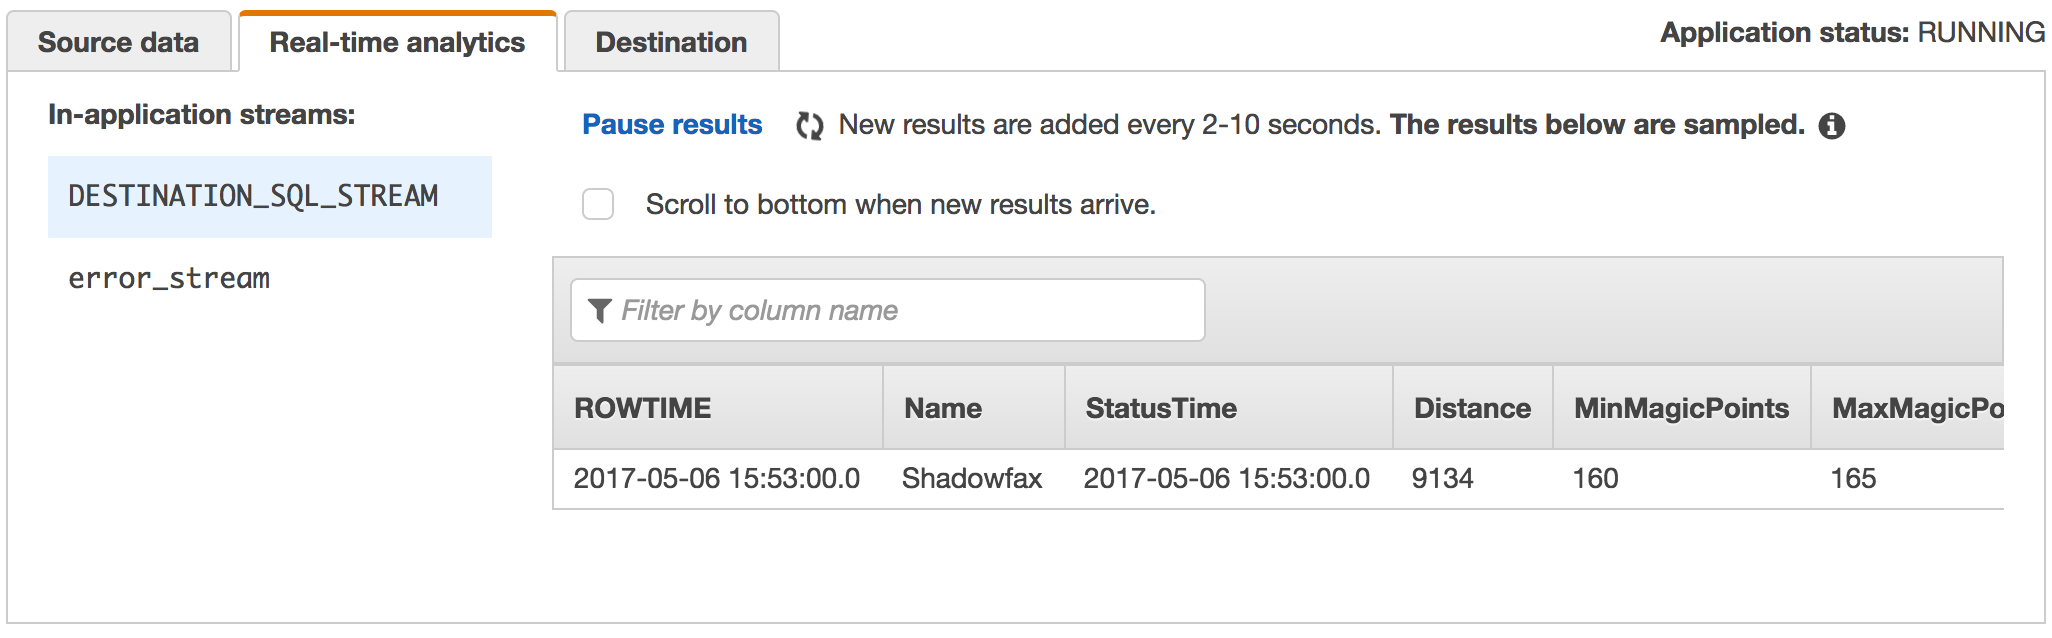 Source data
Real-time analytics
Destination
Application status: RUNNING
In-application streams:
DESTINATION_SQL_STREAM
error_stream
Pause results
New results are added every 2-10 seconds. The results below are sampled.
Scroll to bottom when new results arrive.
Filter by column name
ROWTIME Name StatusTime Distance MinMagicPoints MaxMagicPo
2017-05-06 15:53:00.0 Shadowfax 2017-05-06 15:53:00.0 9134 160 165